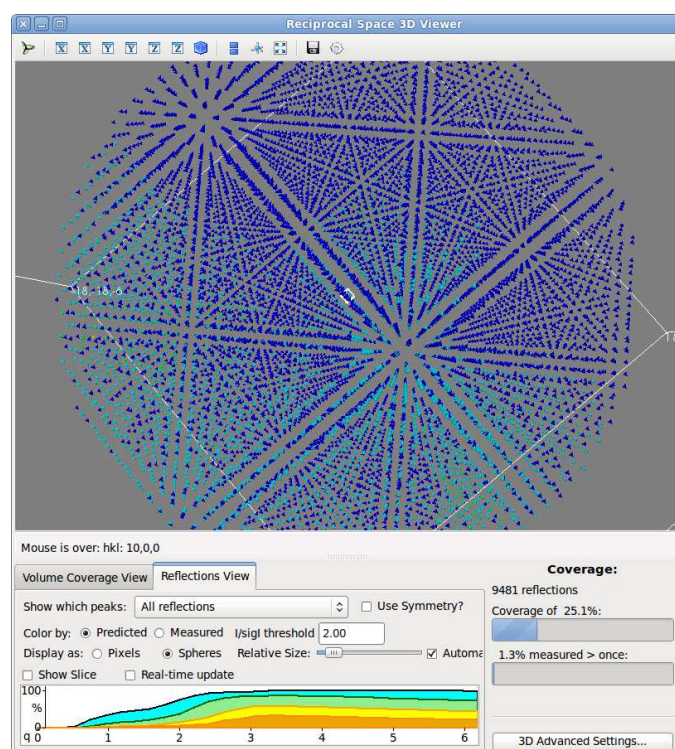 Reciprocal Space 3D Viewer
X X Y Y Z Z
-18,-18,-6
Mouse is over: hkl: 10,0,0
Volume Coverage View Reflections View
Show which peaks: All reflections Use Symmetry?
Color by: Predicted Measured I/sigI threshold 2.00
Display as: Pixels Spheres Relative Size: Automa
Show Slice Real-time update
100
%
0
q 0 1 2 3 4 5 6
Coverage:
9481 reflections
Coverage of 25.1%:
1.3% measured > once:
3D Advanced Settings...